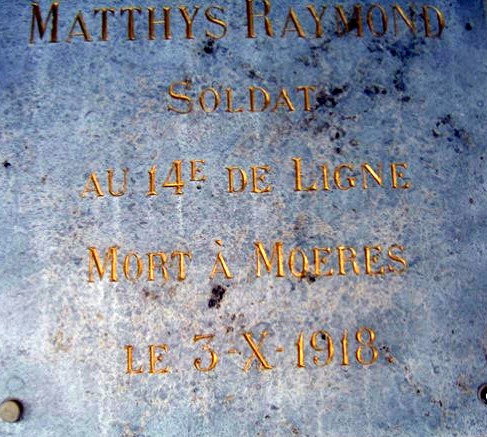 Matthys Raymond
Soldat
au 14e de Ligne
Mort à Moeres
le 3-X-1918.